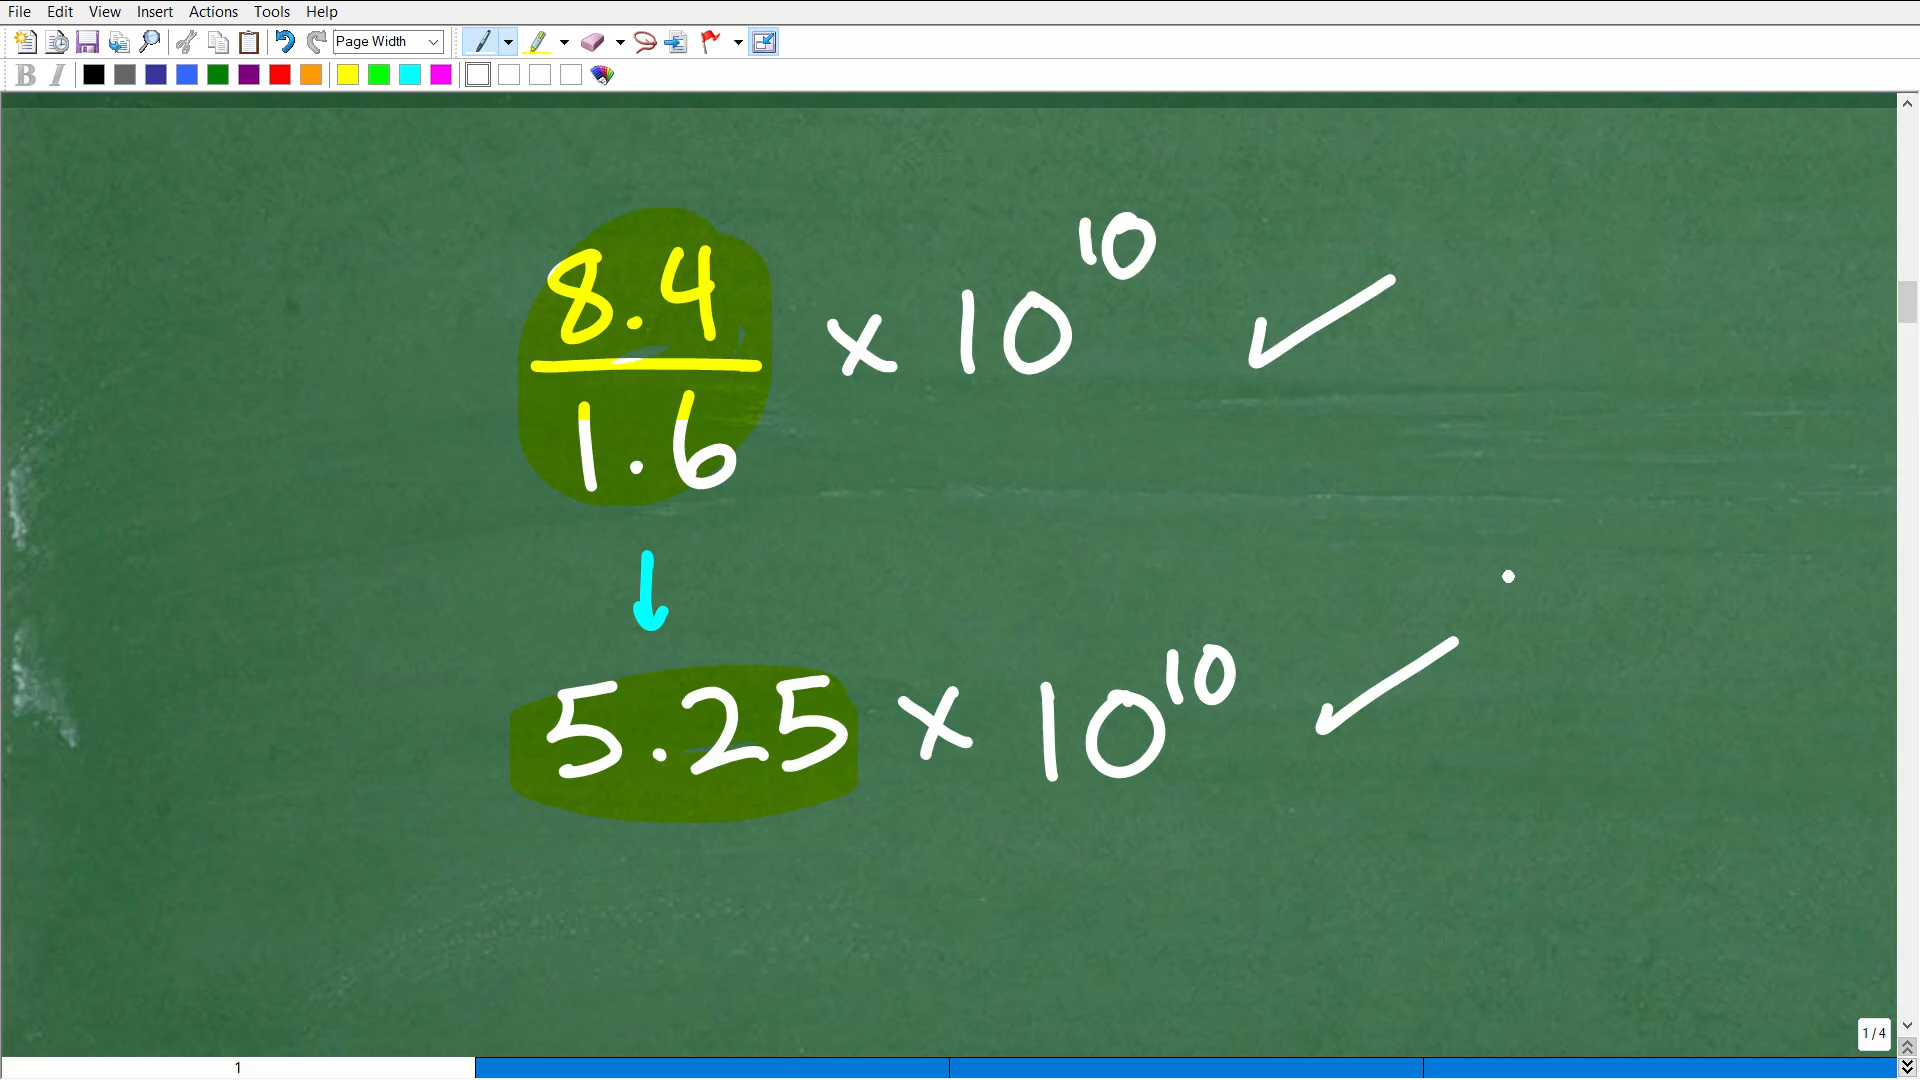 File Edit View Insert Actions Tools Help
Page Width
B I
8.4
1.6
x 10^10 ✓
↓
5.25 x 10^10 ✓
1 / 4
1